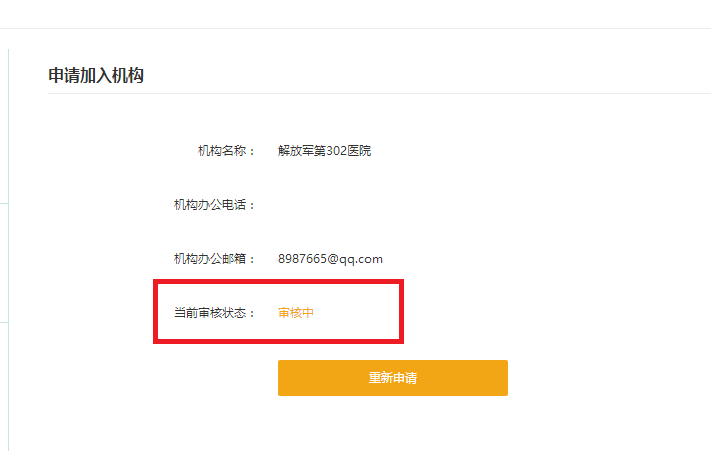 申请加入机构
机构名称： 解放军第302医院
机构办公电话：
机构办公邮箱： 8987665@qq.com
当前审核状态： 审核中
重新申请